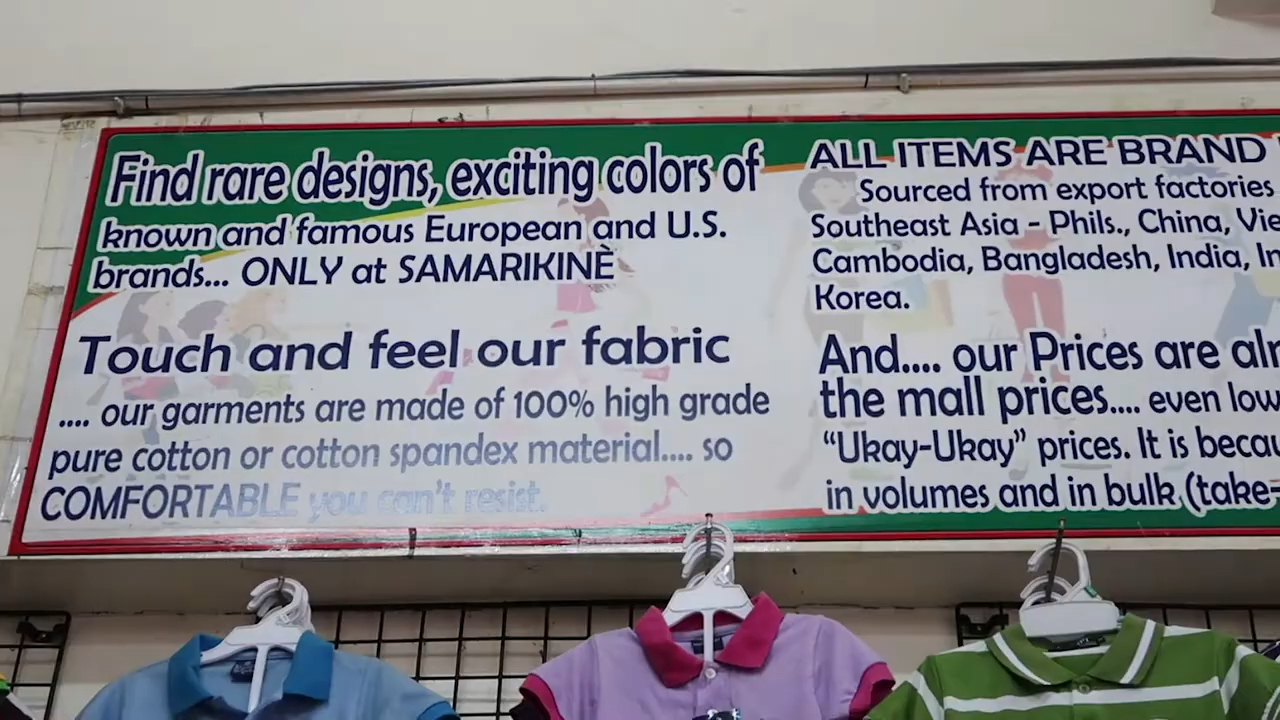 Find rare designs, exciting colors of
known and famous European and U.S.
brands... ONLY at SAMARIKINÈ
Touch and feel our fabric
.... our garments are made of 100% high grade
pure cotton or cotton spandex material.... so
COMFORTABLE you can't resist.
ALL ITEMS ARE BRAND
Sourced from export factories
Southeast Asia - Phils., China,
Cambodia, Bangladesh, India,
Korea.
And.... our Prices are
the mall prices.... even
"Ukay-Ukay" prices. It is
in volumes and in bulk